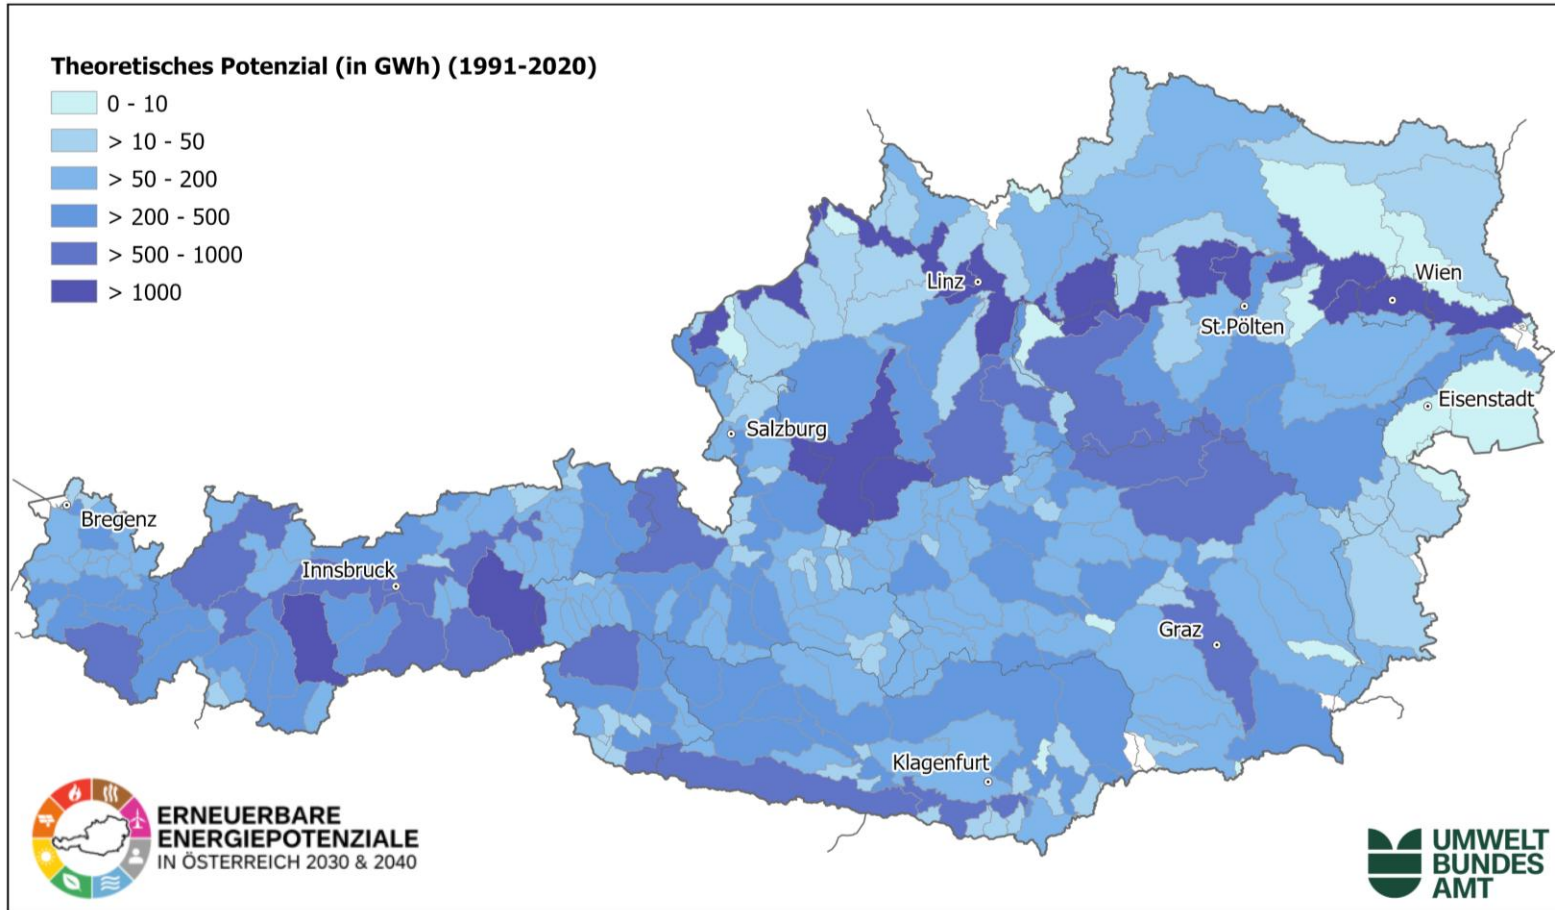 Theoretisches Potenzial (in GWh) (1991-2020)
0 - 10
> 10 - 50
> 50 - 200
> 200 - 500
> 500 - 1000
> 1000
Linz
Wien
St.Pölten
Eisenstadt
Salzburg
Bregenz
Innsbruck
Graz
Klagenfurt
ERNEUERBARE
ENERGIEPOTENZIALE
IN ÖSTERREICH 2030 & 2040
UMWELT
BUNDES
AMT